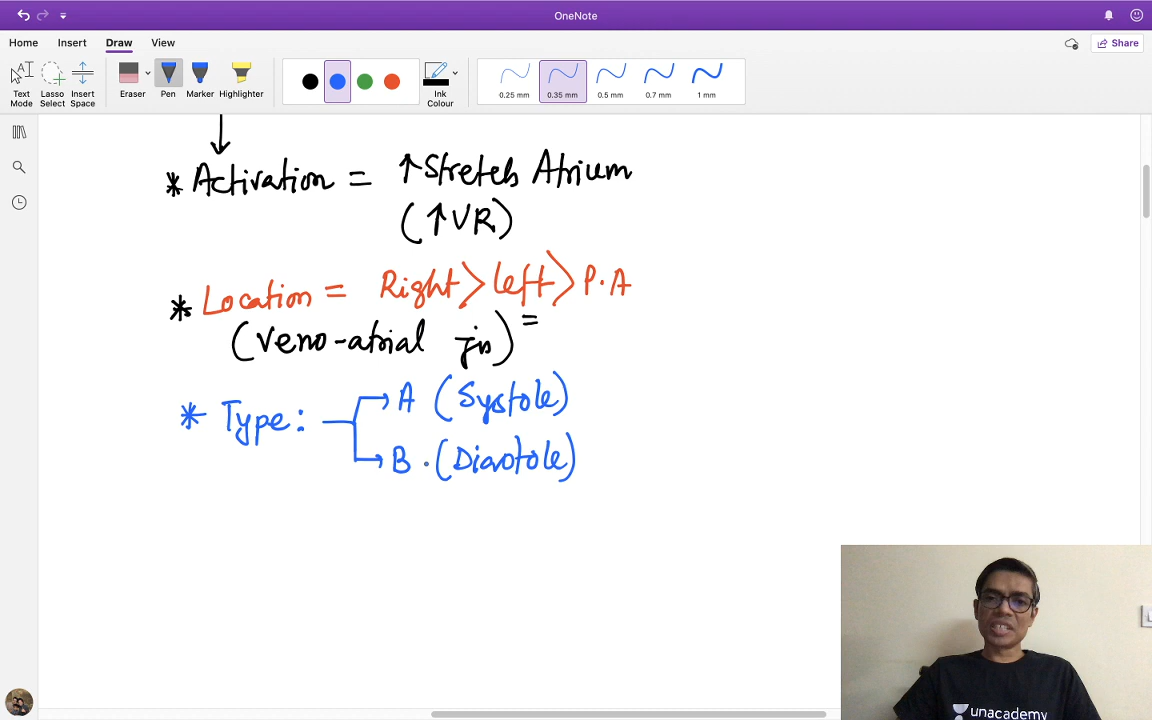 OneNote
Home Insert Draw View
Share
Text Mode
Lasso Select
Insert Space
Eraser
Pen
Marker
Highlighter
Ink Colour
0.25 mm
0.35 mm
0.5 mm
0.7 mm
1 mm
* Activation = ↑ Stretch Atrium
(↑VR)
* Location = Right > left > P.A
(Veno-atrial jn) =
* Type: → A (Systole)
→ B. (Diastole)
unacademy